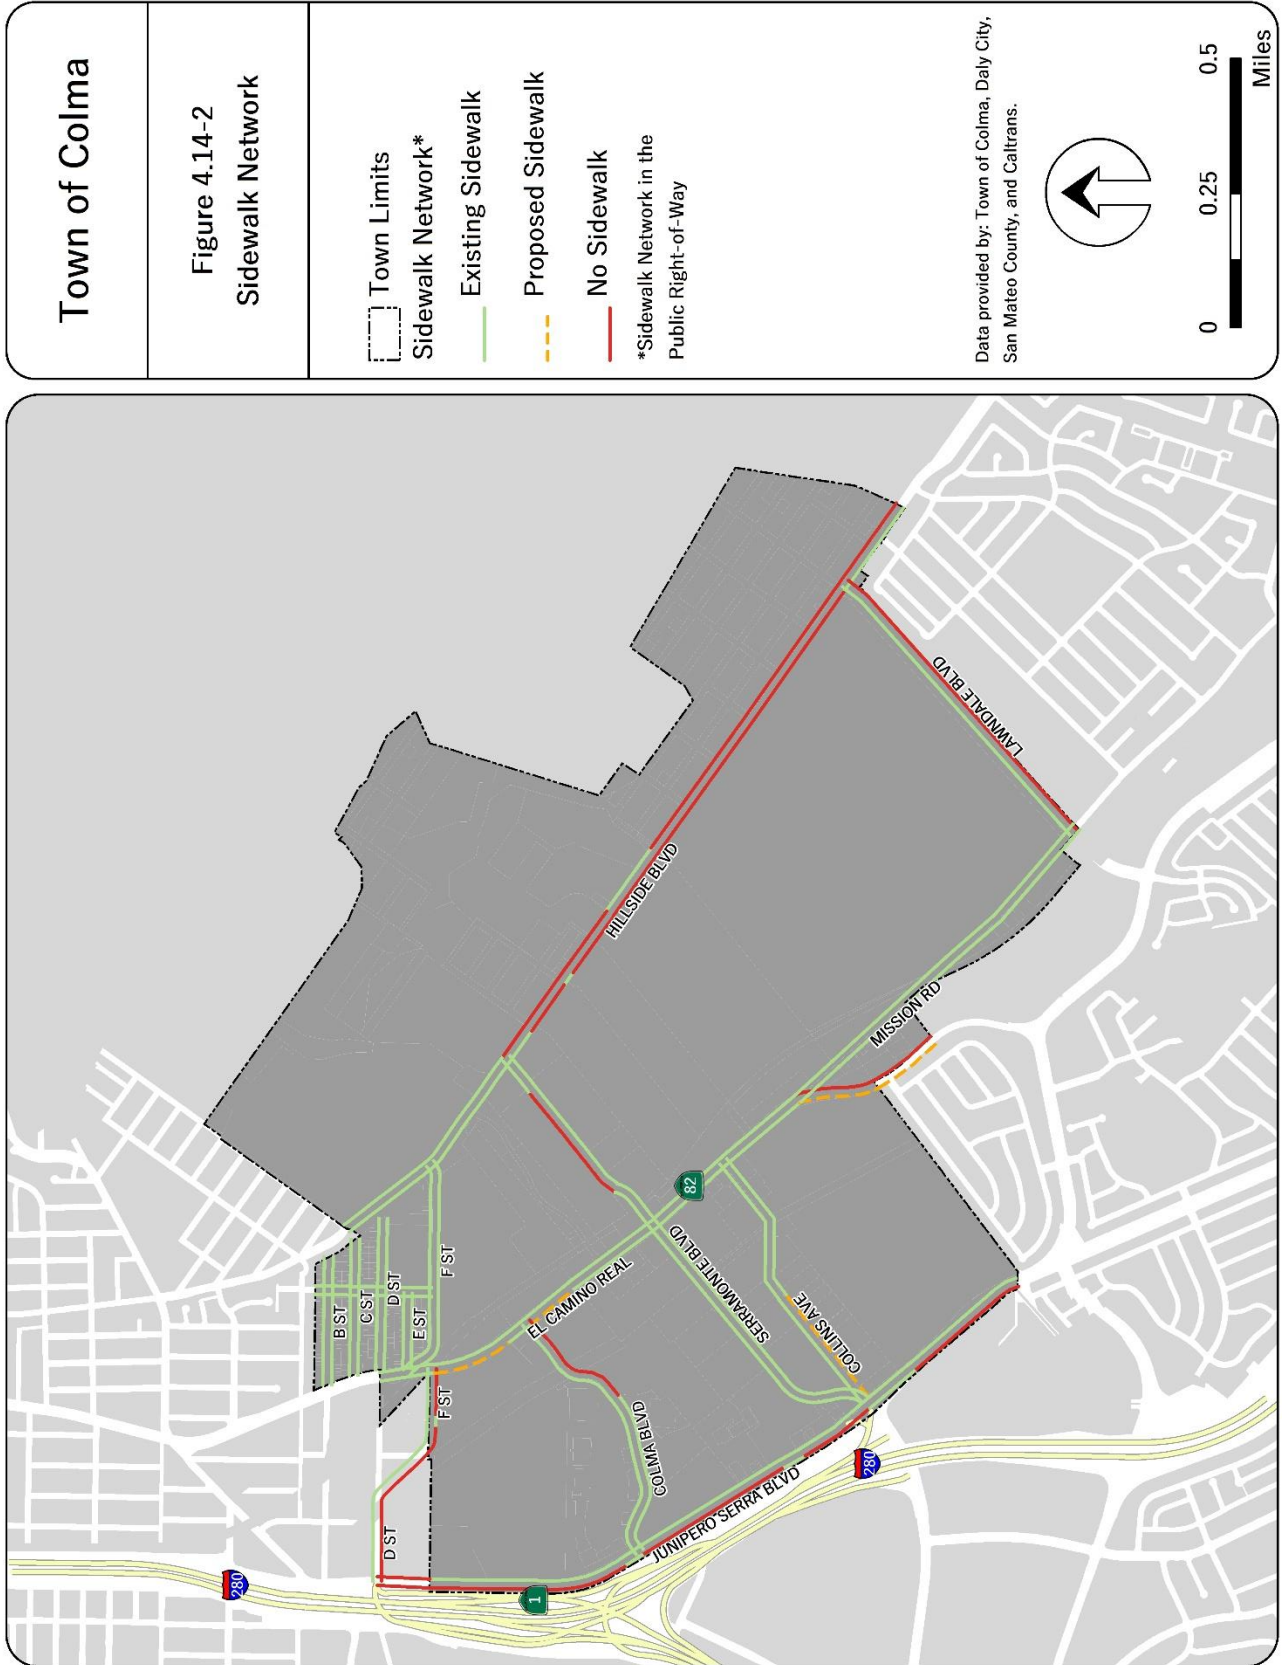 Town of Colma
Figure 4.14-2
Sidewalk Network
Town Limits
Sidewalk Network*
Existing Sidewalk
Proposed Sidewalk
No Sidewalk
*Sidewalk Network in the
Public Right-of-Way
Data provided by: Town of Colma, Daly City,
San Mateo County, and Caltrans.
0 0.25 0.5
Miles
280
D ST
1
F ST
B ST
C ST
D ST
E ST
F ST
EL CAMINO REAL
COLMA BLVD
JUNIPERO SERRA BLVD
280
SERRAMONTE BLVD
COLLINS AVE
82
HILLSIDE BLVD
MISSION RD
LAWNDALE BLVD